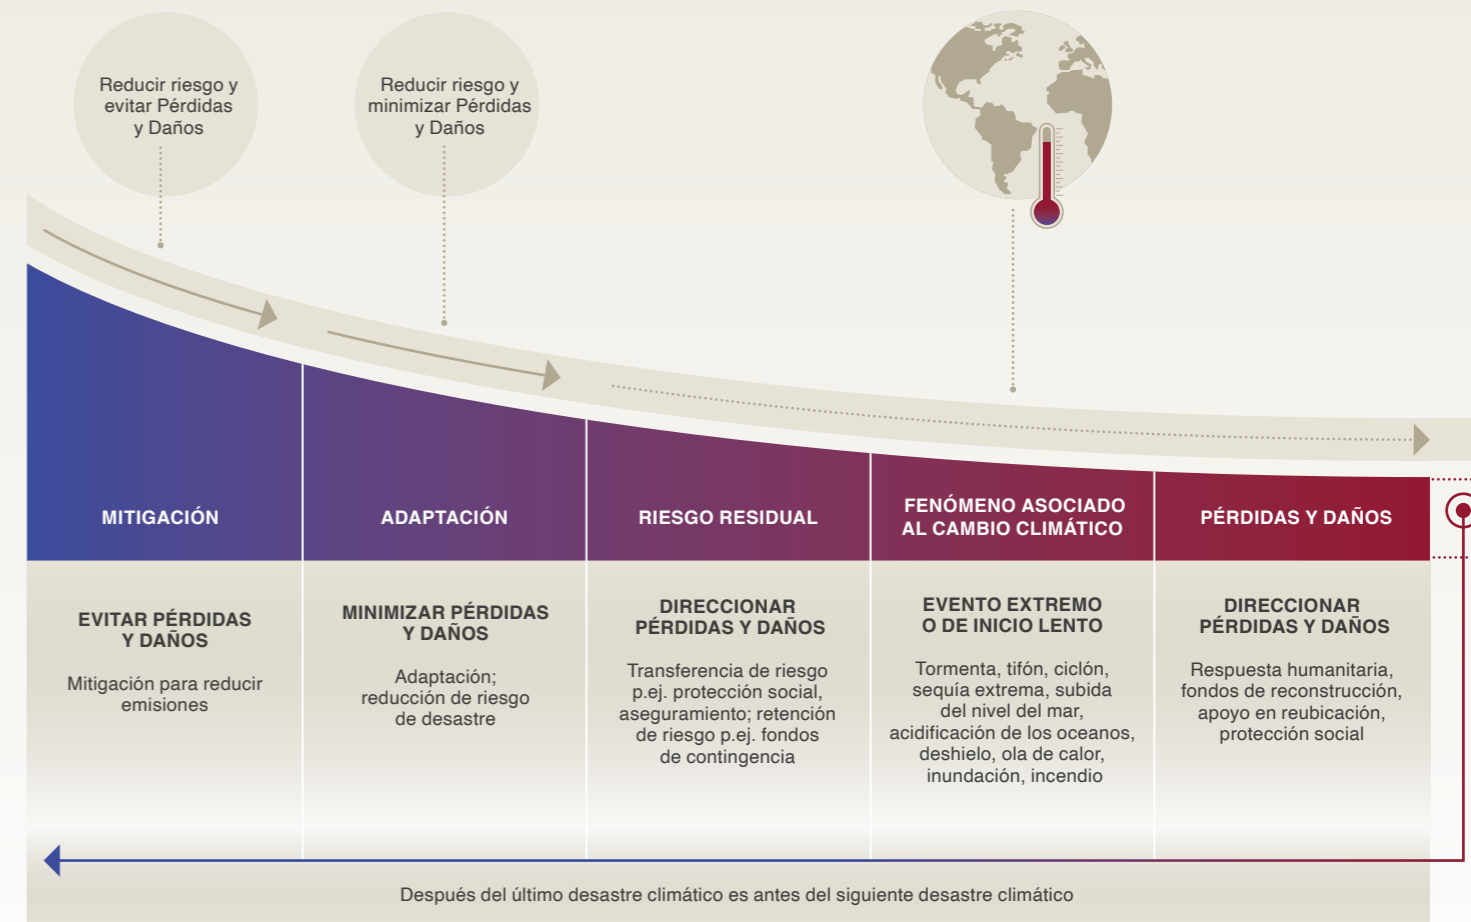 Reducir riesgo y
evitar Pérdidas
y Daños
Reducir riesgo y
minimizar Pérdidas
y Daños
MITIGACIÓN
ADAPTACIÓN
RIESGO RESIDUAL
FENÓMENO ASOCIADO
AL CAMBIO CLIMÁTICO
PÉRDIDAS Y DAÑOS
EVITAR PÉRDIDAS
Y DAÑOS
Mitigación para reducir
emisiones
MINIMIZAR PÉRDIDAS
Y DAÑOS
Adaptación;
reducción de riesgo
de desastre
DIRECCIONAR
PÉRDIDAS Y DAÑOS
Transferencia de riesgo
p.ej. protección social,
aseguramiento; retención
de riesgo p.ej. fondos
de contingencia
EVENTO EXTREMO
O DE INICIO LENTO
Tormenta, tifón, ciclón,
sequía extrema, subida
del nivel del mar,
acidificación de los oceanos,
deshielo, ola de calor,
inundación, incendio
DIRECCIONAR
PÉRDIDAS Y DAÑOS
Respuesta humanitaria,
fondos de reconstrucción,
apoyo en reubicación,
protección social
Después del último desastre climático es antes del siguiente desastre climático